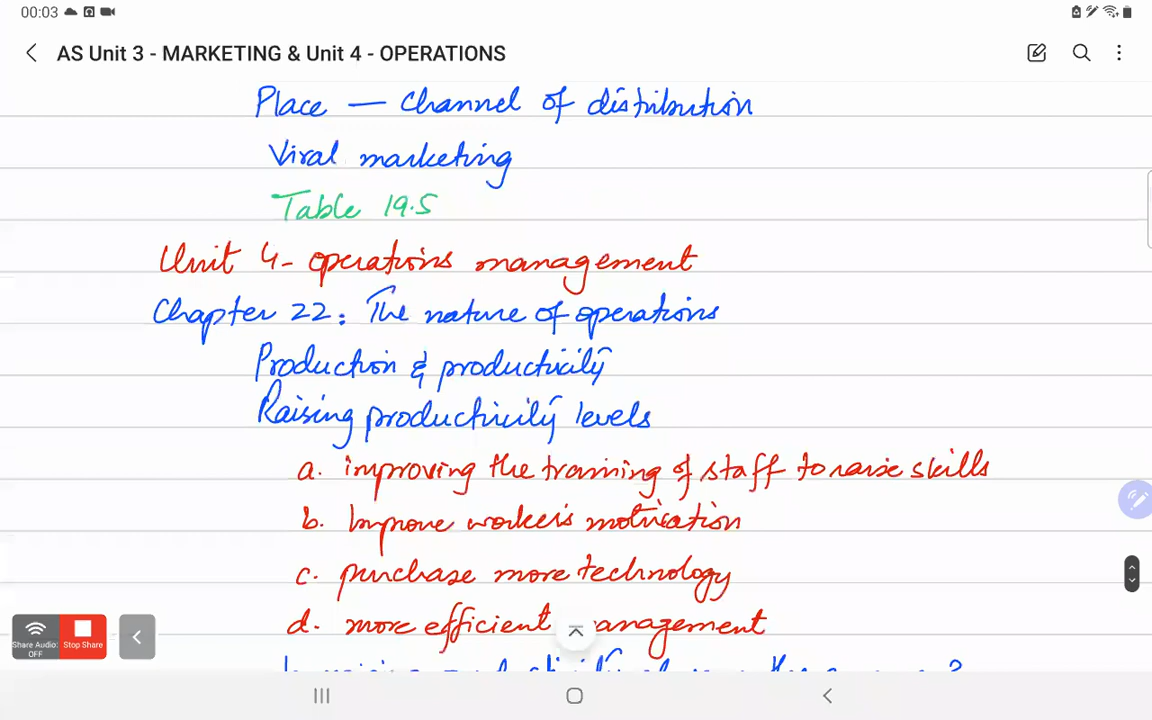 00:03
AS Unit 3 - MARKETING & Unit 4 - OPERATIONS
Place — Channel of distribution
Viral marketing
Table 19.5
Unit 4 - operations management
Chapter 22: The nature of operations
Production & productivity
Raising productivity levels
a. improving the training of staff to raise skills
b. Improve worker's motivation
c. purchase more technology
d. more efficient management
Share Audio: OFF
Stop Share